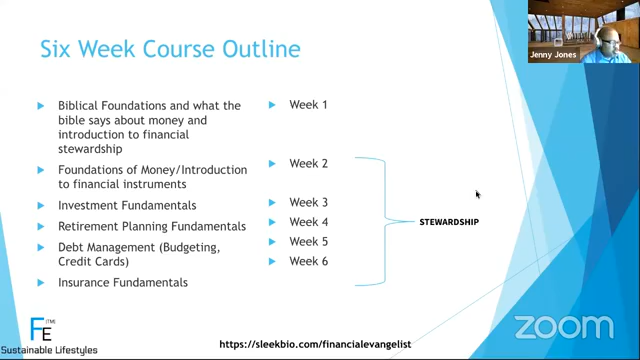 Six Week Course Outline
Jenny Jones
Biblical Foundations and what the
bible says about money and
introduction to financial
stewardship
Foundations of Money/Introduction
to financial instruments
Investment Fundamentals
Retirement Planning Fundamentals
Debt Management (Budgeting,
Credit Cards)
Insurance Fundamentals
Week 1
Week 2
Week 3
Week 4
Week 5
Week 6
STEWARDSHIP
FE
Sustainable Lifestyles
https://sleekbio.com/financialevangelist
zoom